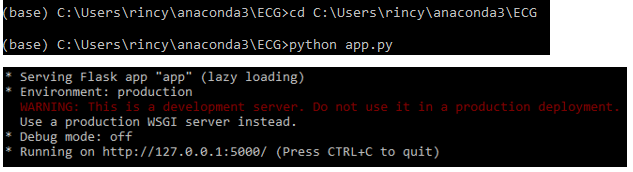 (base) C:\Users\rincy\anaconda3\ECG>cd C:\Users\rincy\anaconda3\ECG
(base) C:\Users\rincy\anaconda3\ECG>python app.py
* Serving Flask app "app" (lazy loading)
* Environment: production
WARNING: This is a development server. Do not use it in a production deployment.
Use a production WSGI server instead.
* Debug mode: off
* Running on http://127.0.0.1:5000/ (Press CTRL+C to quit)